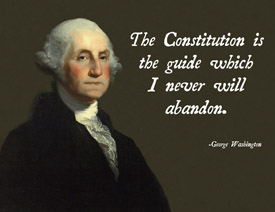 The Constitution is
the guide which
I never will
abandon.
-George Washington